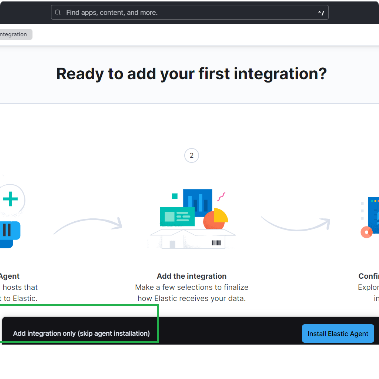 Find apps, content, and more.
^/
integration
Ready to add your first integration?
2
Agent
Add the integration
Confi
hosts that
Make a few selections to finalize
Explor
t to Elastic.
how Elastic receives your data.
in
Add integration only (skip agent installation)
Install Elastic Agent